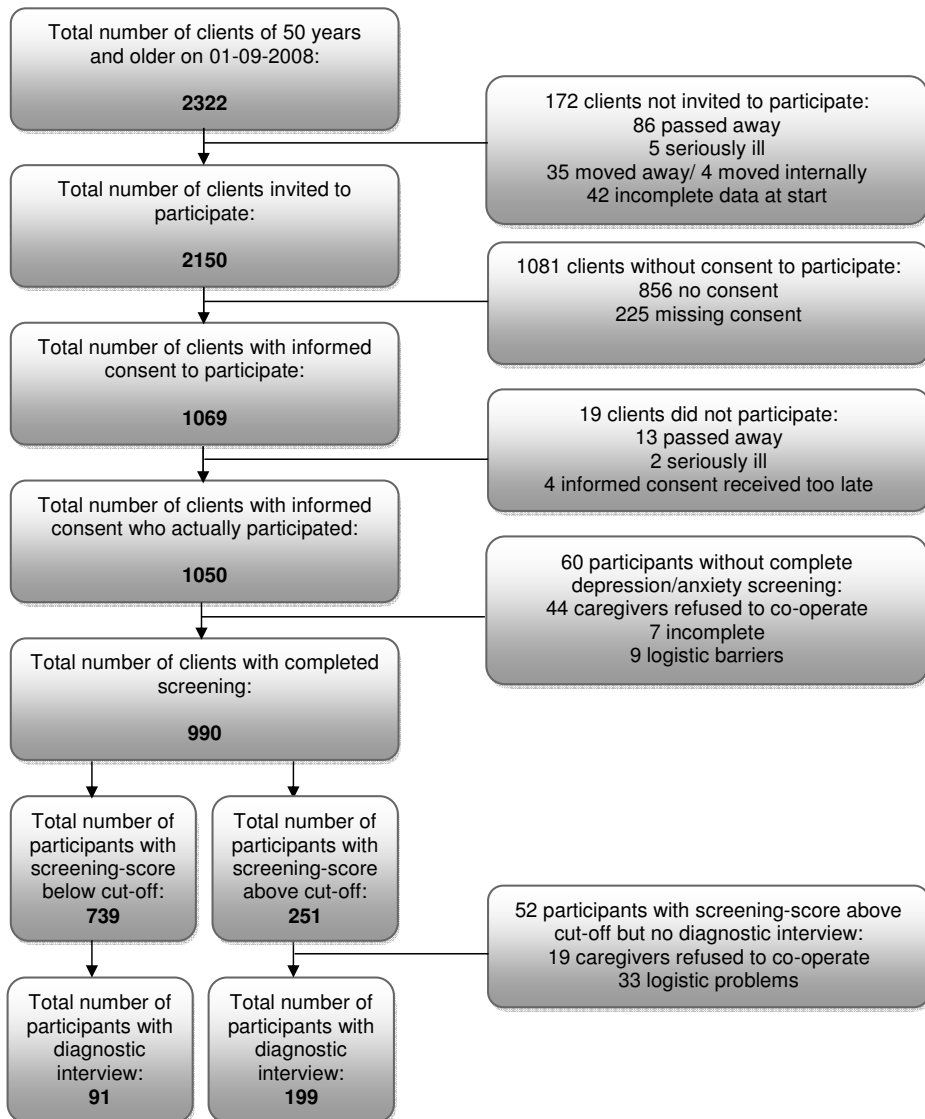 Total number of clients of 50 years
and older on 01-09-2008:
2322
172 clients not invited to participate:
86 passed away
5 seriously ill
35 moved away/ 4 moved internally
42 incomplete data at start
Total number of clients invited to
participate:
2150
1081 clients without consent to participate:
856 no consent
225 missing consent
Total number of clients with informed
consent to participate:
1069
19 clients did not participate:
13 passed away
2 seriously ill
4 informed consent received too late
Total number of clients with informed
consent who actually participated:
1050
60 participants without complete
depression/anxiety screening:
44 caregivers refused to co-operate
7 incomplete
9 logistic barriers
Total number of clients with completed
screening:
990
Total number of
participants with
screening-score
below cut-off:
739
Total number of
participants with
screening-score
above cut-off:
251
52 participants with screening-score above
cut-off but no diagnostic interview:
19 caregivers refused to co-operate
33 logistic problems
Total number of
participants with
diagnostic
interview:
91
Total number of
participants with
diagnostic
interview:
199